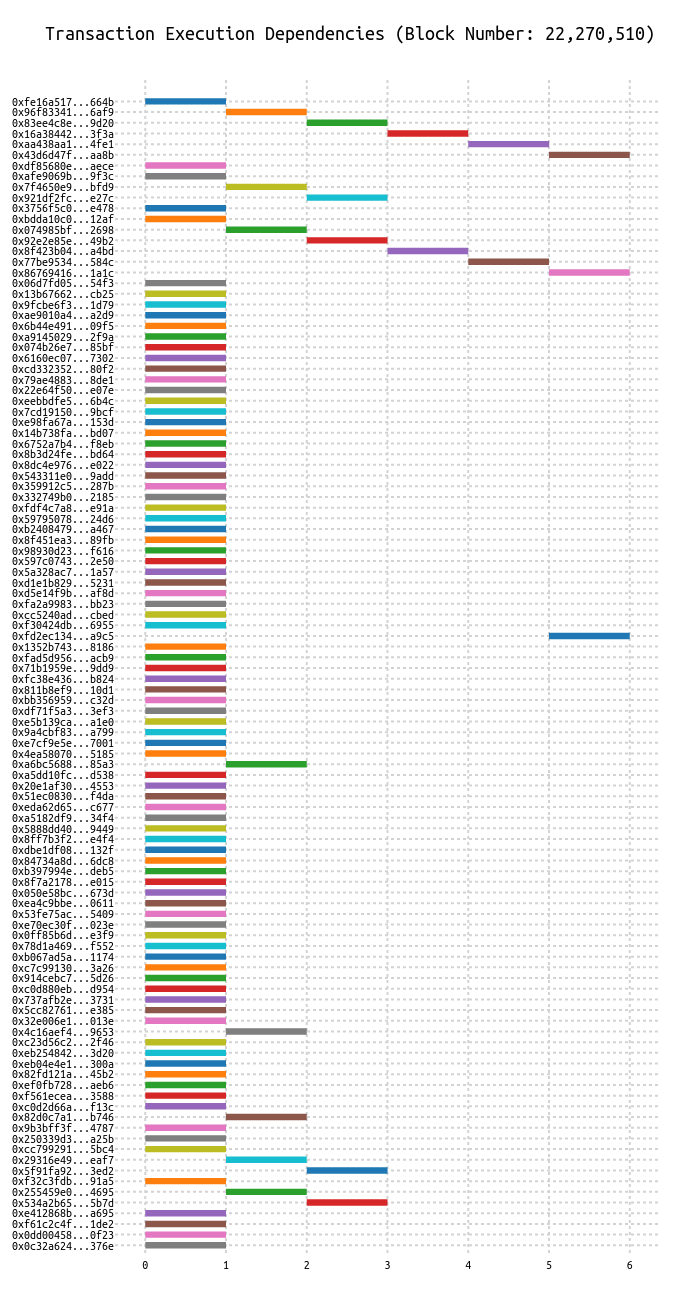 Transaction Execution Dependencies (Block Number: 22,270,510)
0xfe16a517...664b
0x96f83341...6af9
0x83ee4c8e...9d20
0x16a38442...3f3a
0xaa438aa1...4fe1
0x43d6d47f...aa8b
0xdf85680e...aece
0xafe9069b...9f3c
0x7f4650e9...bfd9
0x921df2fc...e27c
0x3756f5c0...e478
0xbdda10c0...12af
0x074985bf...2698
0x92e2e85e...49b2
0x8f423b04...a4bd
0x77be9534...584c
0x86769416...1a1c
0x06d7fd05...54f3
0x13b67662...cb25
0x9fcbe6f3...1d79
0xae9010a4...a2d9
0x6b44e491...09f5
0xa9145029...2f9a
0x074b26e7...85bf
0x6160ec07...7302
0xcd332352...80f2
0x79ae4883...8de1
0x22e64f50...e07e
0xeebbdfe5...6b4c
0x7cd19150...9bcf
0xe98fa67a...153d
0x14b738fa...bd07
0x6752a7b4...f8eb
0x8b3d24fe...bd64
0x8dc4e976...e022
0x543311e0...9add
0x359912c5...287b
0x332749b0...2185
0xfdf4c7a8...e91a
0x59795078...24d6
0xb2408479...a467
0x8f451ea3...89fb
0x98930d23...f616
0x597c0743...2e50
0x5a328ac7...1a57
0xd1e1b829...5231
0xd5e14f9b...af8d
0xfa2a9983...bb23
0xcc5240ad...cbed
0xf30424db...6955
0xfd2ec134...a9c5
0x1352b743...8186
0xfad5d956...acb9
0x71b1959e...9dd9
0xfc38e436...b824
0x811b8ef9...10d1
0xbb356959...c32d
0xdf71f5a3...3ef3
0xe5b139ca...a1e0
0x9a4cbf83...a799
0xe7cf9e5e...7001
0x4ea58070...5185
0xa6bc5688...85a3
0xa5dd10fc...d538
0x20e1af30...4553
0x51ec0830...f4da
0xeda62d65...c677
0xa5182df9...34f4
0x5888dd40...9449
0x8ff7b3f2...e4f4
0xdbe1df08...132f
0x84734a8d...6dc8
0xb397994e...deb5
0x8f7a2178...e015
0x050e58bc...673d
0xea4c9bbe...0611
0x53fe75ac...5409
0xe70ec30f...023e
0x0ff85b6d...e3f9
0x78d1a469...f552
0xb067ad5a...1174
0xc7c99130...3a26
0x914cebc7...5d26
0xc0d880eb...d954
0x737afb2e...3731
0x5cc82761...e385
0x32e006e1...013e
0x4c16aef4...9653
0xc23d56c2...2f46
0xeb254842...3d20
0xeb04e4e1...300a
0x82fd121a...45b2
0xef0fb728...aeb6
0xf561ecea...3588
0xc0d2d66a...f13c
0x82d0c7a1...b746
0x9b3bff3f...4787
0x250339d3...a25b
0xcc799291...5bc4
0x29316e49...eaf7
0x5f91fa92...3ed2
0xf32c3fdb...91a5
0x255459e0...4695
0x534a2b65...5b7d
0xe412868b...a695
0xf61c2c4f...1de2
0x0dd00458...0f23
0x0c32a624...376e
0 1 2 3 4 5 6